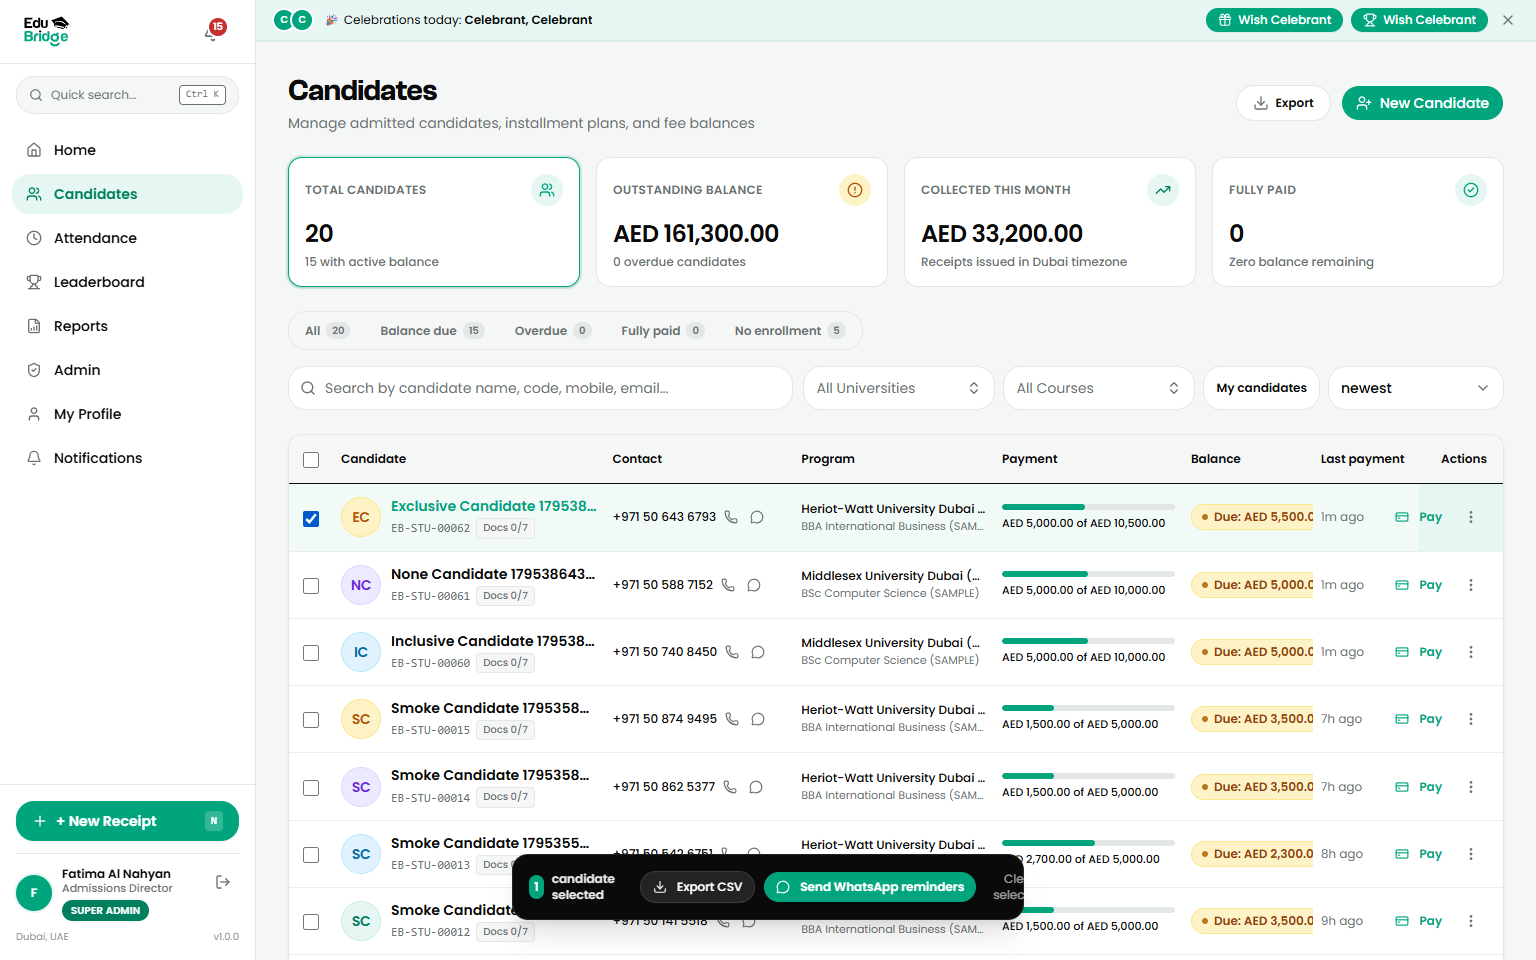 Edu
Bridge
15
C C 🎉 Celebrations today: Celebrant, Celebrant
Wish Celebrant
Wish Celebrant
Quick search...
Ctrl K
Home
Candidates
Attendance
Leaderboard
Reports
Admin
My Profile
Notifications
+ New Receipt
N
F
Fatima Al Nahyan
Admissions Director
SUPER ADMIN
Dubai, UAE
v1.0.0
Candidates
Manage admitted candidates, installment plans, and fee balances
Export
New Candidate
TOTAL CANDIDATES
20
15 with active balance
OUTSTANDING BALANCE
AED 161,300.00
0 overdue candidates
COLLECTED THIS MONTH
AED 33,200.00
Receipts issued in Dubai timezone
FULLY PAID
0
Zero balance remaining
All 20
Balance due 15
Overdue 0
Fully paid 0
No enrollment 5
Search by candidate name, code, mobile, email...
All Universities
All Courses
My candidates
newest
Candidate Contact Program Payment Balance Last payment Actions
EC
Exclusive Candidate 179538...
EB-STU-00062 Docs 0/7
+971 50 643 6793
Heriot-Watt University Dubai ...
BBA International Business (SAM...
AED 5,000.00 of AED 10,500.00
Due: AED 5,500.0
1m ago
Pay
NC
None Candidate 179538643...
EB-STU-00061 Docs 0/7
+971 50 588 7152
Middlesex University Dubai (...
BSc Computer Science (SAMPLE)
AED 5,000.00 of AED 10,000.00
Due: AED 5,000.0
1m ago
Pay
IC
Inclusive Candidate 179538...
EB-STU-00060 Docs 0/7
+971 50 740 8450
Middlesex University Dubai (...
BSc Computer Science (SAMPLE)
AED 5,000.00 of AED 10,000.00
Due: AED 5,000.0
1m ago
Pay
SC
Smoke Candidate 1795358...
EB-STU-00015 Docs 0/7
+971 50 874 9495
Heriot-Watt University Dubai ...
BBA International Business (SAM...
AED 1,500.00 of AED 5,000.00
Due: AED 3,500.0
7h ago
Pay
SC
Smoke Candidate 1795358...
EB-STU-00014 Docs 0/7
+971 50 862 5377
Heriot-Watt University Dubai ...
BBA International Business (SAM...
AED 1,500.00 of AED 5,000.00
Due: AED 3,500.0
7h ago
Pay
SC
Smoke Candidate 1795355...
EB-STU-00013 Docs
+971 50 542 6751
Heriot-Watt University Dubai ...
2,700.00 of AED 5,000.00
Due: AED 2,300.0
8h ago
Pay
SC
Smoke Candidate
EB-STU-00012 Docs 0/7
+971 50 141 5518
BBA International Business (SAM...
AED 1,500.00 of AED 5,000.00
Due: AED 3,500.0
9h ago
Pay
1
candidate
selected
Export CSV
Send WhatsApp reminders
Cle
selec